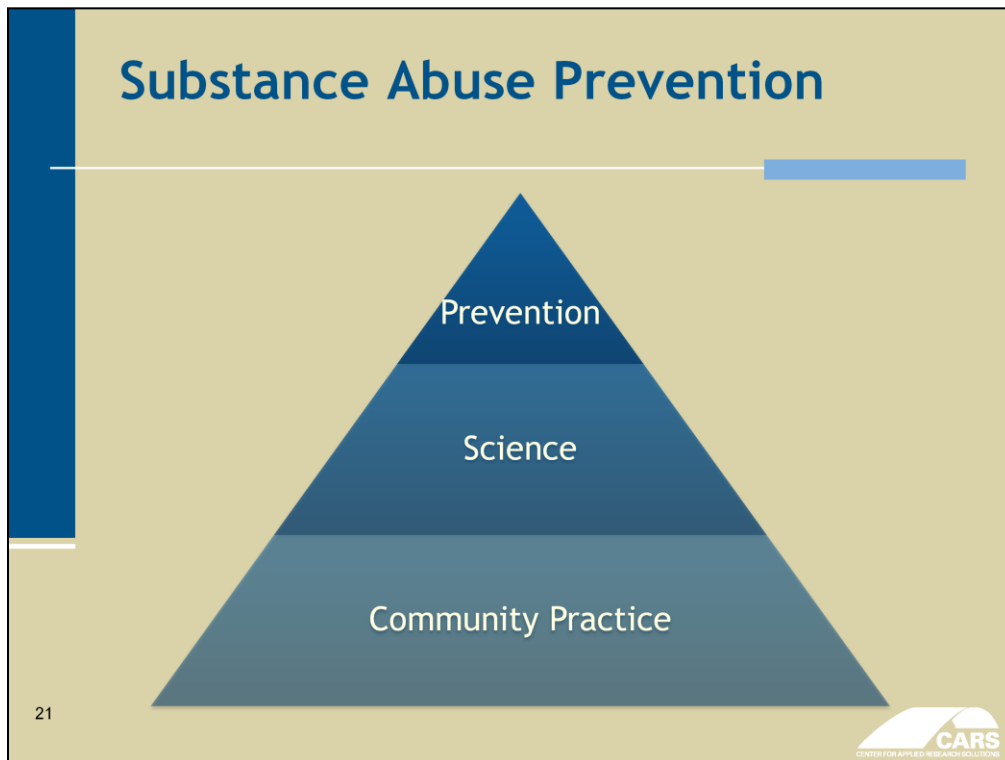 Substance Abuse Prevention
Prevention
Science
Community Practice
21
CARS
CENTER FOR APPLIED RESEARCH SOLUTIONS